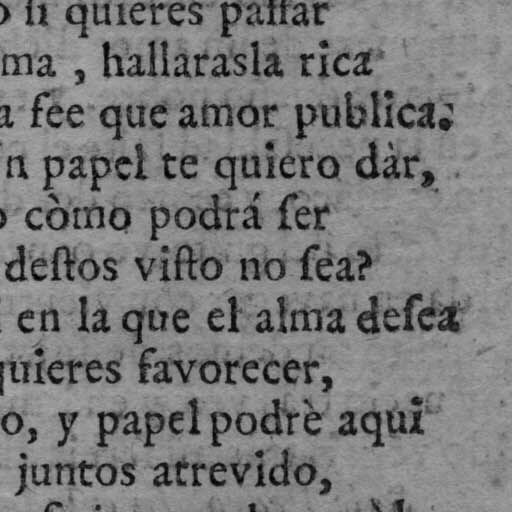 o si quieres passar
ma, hallarasla rica
a fee que amor publica.
n papel te quiero dàr,
o còmo podrá ser
destos visto no sea?
en la que el alma desea
quieres favorecer,
o, y papel podrè aqui
juntos atrevido,